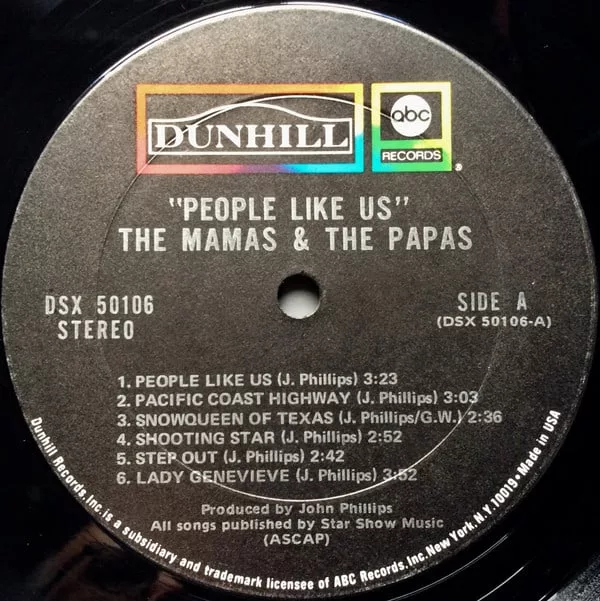 DUNHILL
abc
RECORDS
®
"PEOPLE LIKE US"
THE MAMAS & THE PAPAS
DSX 50106
STEREO
SIDE A
(DSX 50106-A)
1. PEOPLE LIKE US (J. Phillips) 3:23
2. PACIFIC COAST HIGHWAY (J. Phillips) 3:03
3. SNOWQUEEN OF TEXAS (J. Phillips/G.W.) 2:36
4. SHOOTING STAR (J. Phillips) 2:52
5. STEP OUT (J. Phillips) 2:42
6. LADY GENEVIEVE (J. Phillips) 3:52
Produced by John Phillips
All songs published by Star Show Music
(ASCAP)
Dunhill Records, Inc. is a subsidiary and trademark licensee of ABC Records, Inc. New York, N.Y. 10019 • Made in USA